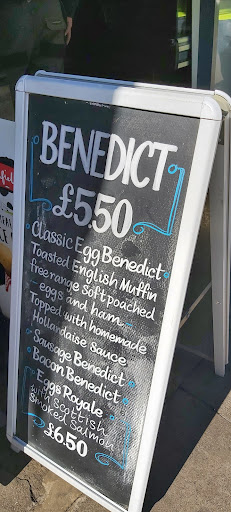 BENEDICT
£5.50
Classic Egg Benedict
Toasted English Muffin
free range Soft poached
eggs and ham
Topped with homemade
Hollandaise Sauce
Sausage Benedict
Bacon Benedict
Eggs Royale
with Scottish
Smoked Salmon
£6.50